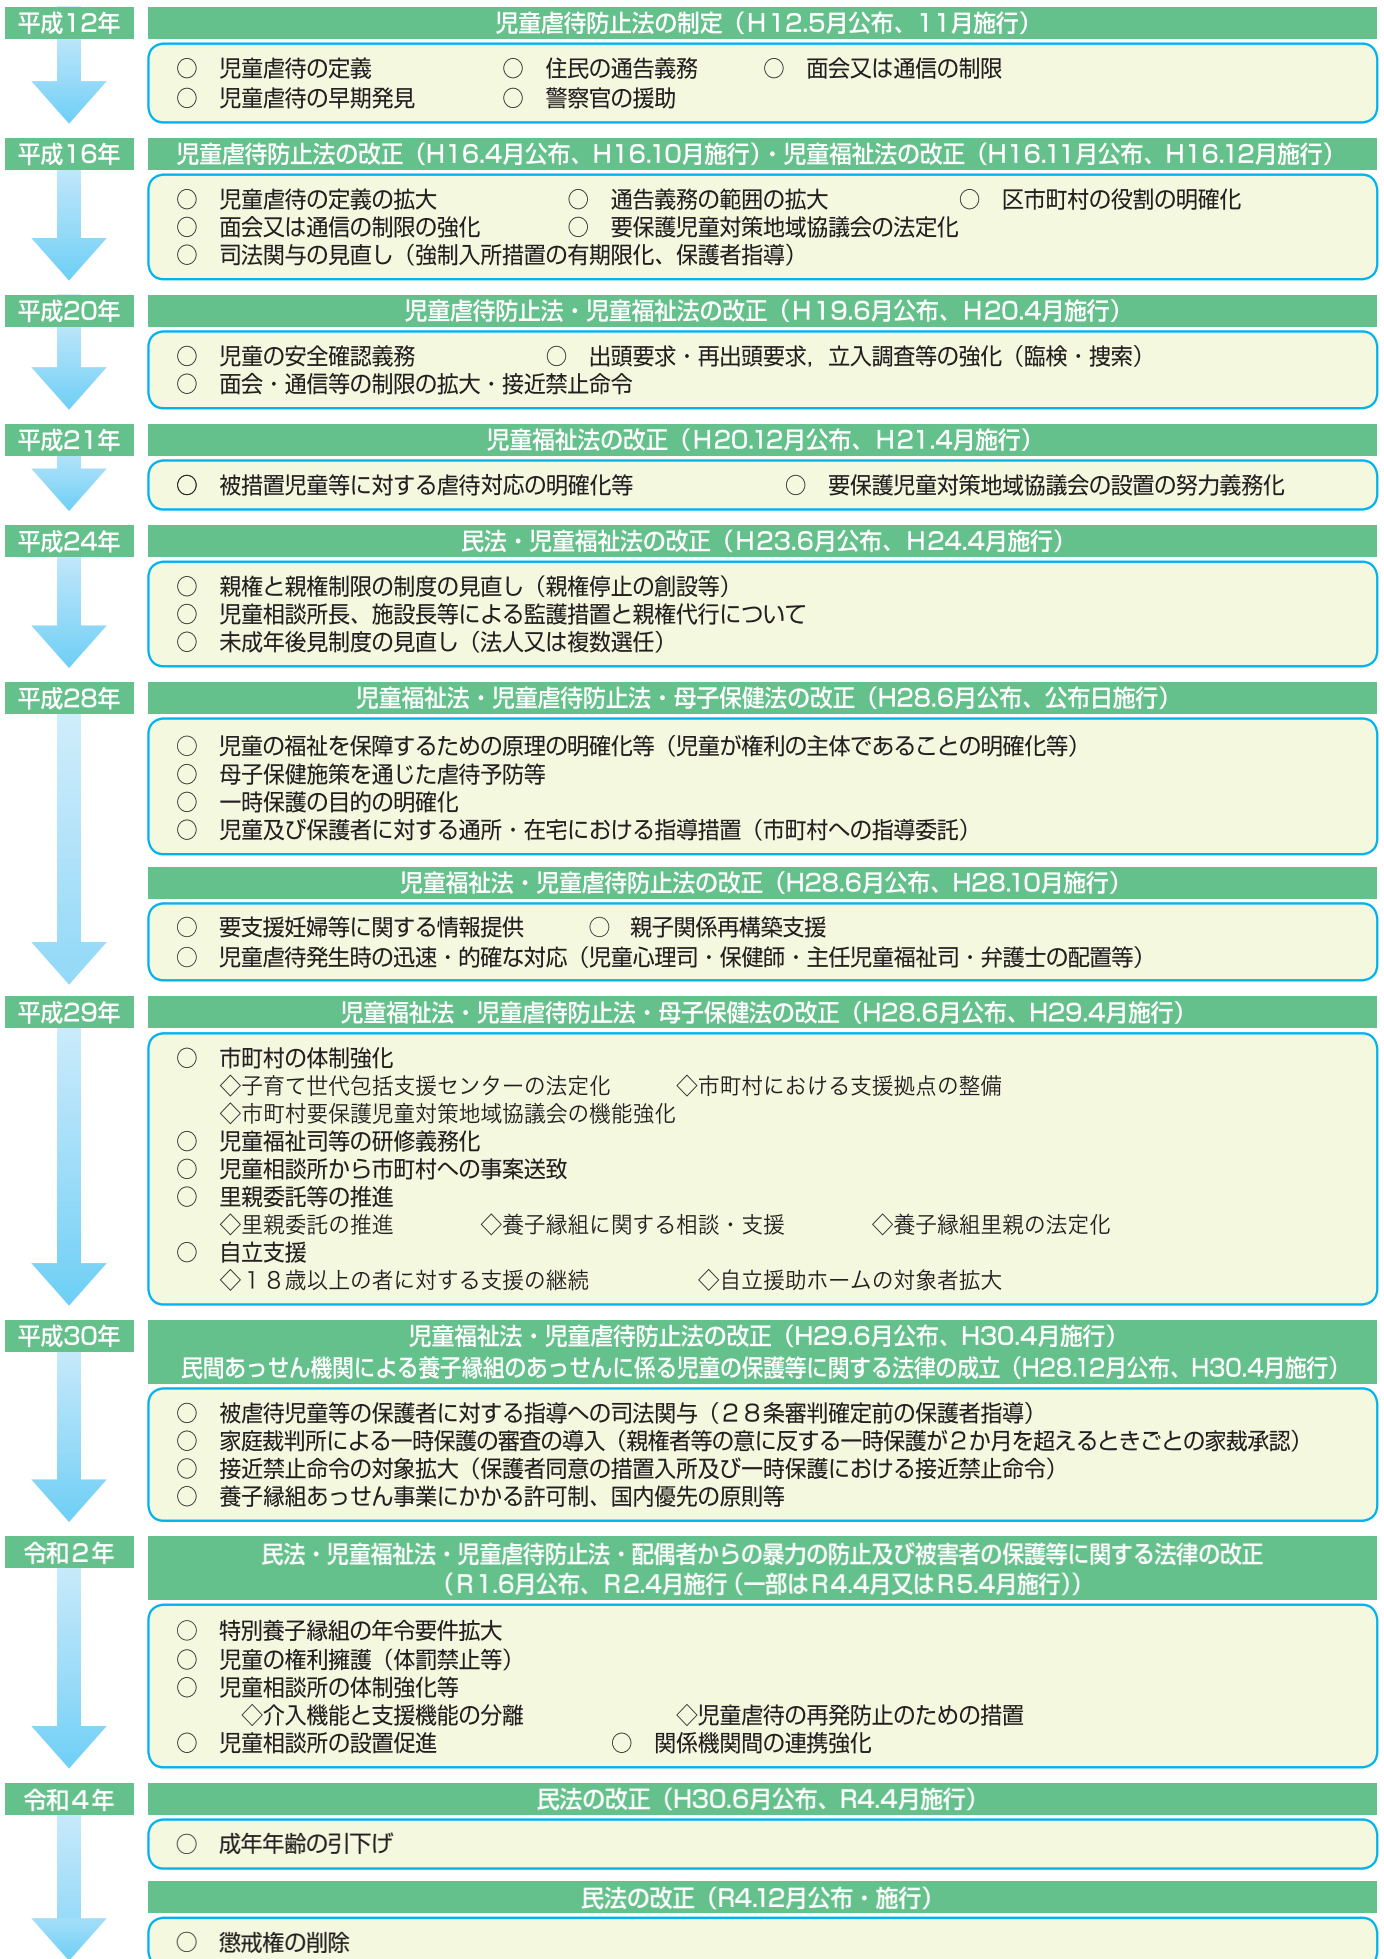 平成12年
児童虐待防止法の制定（H12.5月公布、11月施行）
○　児童虐待の定義　○　住民の通告義務　○　面会又は通信の制限
○　児童虐待の早期発見　○　警察官の援助
平成16年
児童虐待防止法の改正（H16.4月公布、H16.10月施行）・児童福祉法の改正（H16.11月公布、H16.12月施行）
○　児童虐待の定義の拡大　○　通告義務の範囲の拡大　○　区市町村の役割の明確化
○　面会又は通信の制限の強化　○　要保護児童対策地域協議会の法定化
○　司法関与の見直し（強制入所措置の有期限化、保護者指導）
平成20年
児童虐待防止法・児童福祉法の改正（H19.6月公布、H20.4月施行）
○　児童の安全確認義務　○　出頭要求・再出頭要求，立入調査等の強化（臨検・捜索）
○　面会・通信等の制限の拡大・接近禁止命令
平成21年
児童福祉法の改正（H20.12月公布、H21.4月施行）
○　被措置児童等に対する虐待対応の明確化等　○　要保護児童対策地域協議会の設置の努力義務化
平成24年
民法・児童福祉法の改正（H23.6月公布、H24.4月施行）
○　親権と親権制限の制度の見直し（親権停止の創設等）
○　児童相談所長、施設長等による監護措置と親権代行について
○　未成年後見制度の見直し（法人又は複数選任）
平成28年
児童福祉法・児童虐待防止法・母子保健法の改正（H28.6月公布、公布日施行）
○　児童の福祉を保障するための原理の明確化等（児童が権利の主体であることの明確化等）
○　母子保健施策を通じた虐待予防等
○　一時保護の目的の明確化
○　児童及び保護者に対する通所・在宅における指導措置（市町村への指導委託）
児童福祉法・児童虐待防止法の改正（H28.6月公布、H28.10月施行）
○　要支援妊婦等に関する情報提供　○　親子関係再構築支援
○　児童虐待発生時の迅速・的確な対応（児童心理司・保健師・主任児童福祉司・弁護士の配置等）
平成29年
児童福祉法・児童虐待防止法・母子保健法の改正（H28.6月公布、H29.4月施行）
○　市町村の体制強化
◇子育て世代包括支援センターの法定化　◇市町村における支援拠点の整備
◇市町村要保護児童対策地域協議会の機能強化
○　児童福祉司等の研修義務化
○　児童相談所から市町村への事案送致
○　里親委託等の推進
◇里親委託の推進　◇養子縁組に関する相談・支援　◇養子縁組里親の法定化
○　自立支援
◇１８歳以上の者に対する支援の継続　◇自立援助ホームの対象者拡大
平成30年
児童福祉法・児童虐待防止法の改正（H29.6月公布、H30.4月施行）
民間あっせん機関による養子縁組のあっせんに係る児童の保護等に関する法律の成立（H28.12月公布、H30.4月施行）
○　被虐待児童等の保護者に対する指導への司法関与（２８条審判確定前の保護者指導）
○　家庭裁判所による一時保護の審査の導入（親権者等の意に反する一時保護が２か月を超えるときごとの家裁承認）
○　接近禁止命令の対象拡大（保護者同意の措置入所及び一時保護における接近禁止命令）
○　養子縁組あっせん事業にかかる許可制、国内優先の原則等
令和２年
民法・児童福祉法・児童虐待防止法・配偶者からの暴力の防止及び被害者の保護等に関する法律の改正
（R1.6月公布、R2.4月施行（一部はR4.4月又はR5.4月施行））
○　特別養子縁組の年令要件拡大
○　児童の権利擁護（体罰禁止等）
○　児童相談所の体制強化等
◇介入機能と支援機能の分離　◇児童虐待の再発防止のための措置
○　児童相談所の設置促進　○　関係機関間の連携強化
令和４年
民法の改正（H30.6月公布、R4.4月施行）
○　成年年齢の引下げ
民法の改正（R4.12月公布・施行）
○　懲戒権の削除